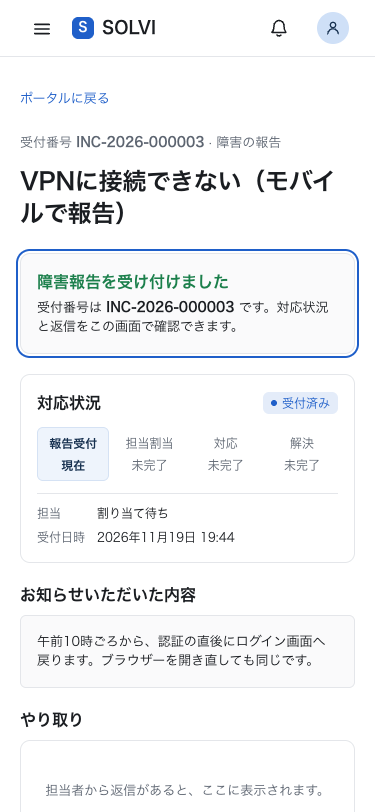 S SOLVI
ポータルに戻る
受付番号 INC-2026-000003 · 障害の報告
VPNに接続できない（モバイ
ルで報告）
障害報告を受け付けました
受付番号は INC-2026-000003 です。対応状況
と返信をこの画面で確認できます。
対応状況 受付済み
報告受付 担当割当 対応 解決
現在 未完了 未完了 未完了
担当 割り当て待ち
受付日時 2026年11月19日 19:44
お知らせいただいた内容
午前10時ごろから、認証の直後にログイン画面へ
戻ります。ブラウザーを開き直しても同じです。
やり取り
担当者から返信があると、ここに表示されます。